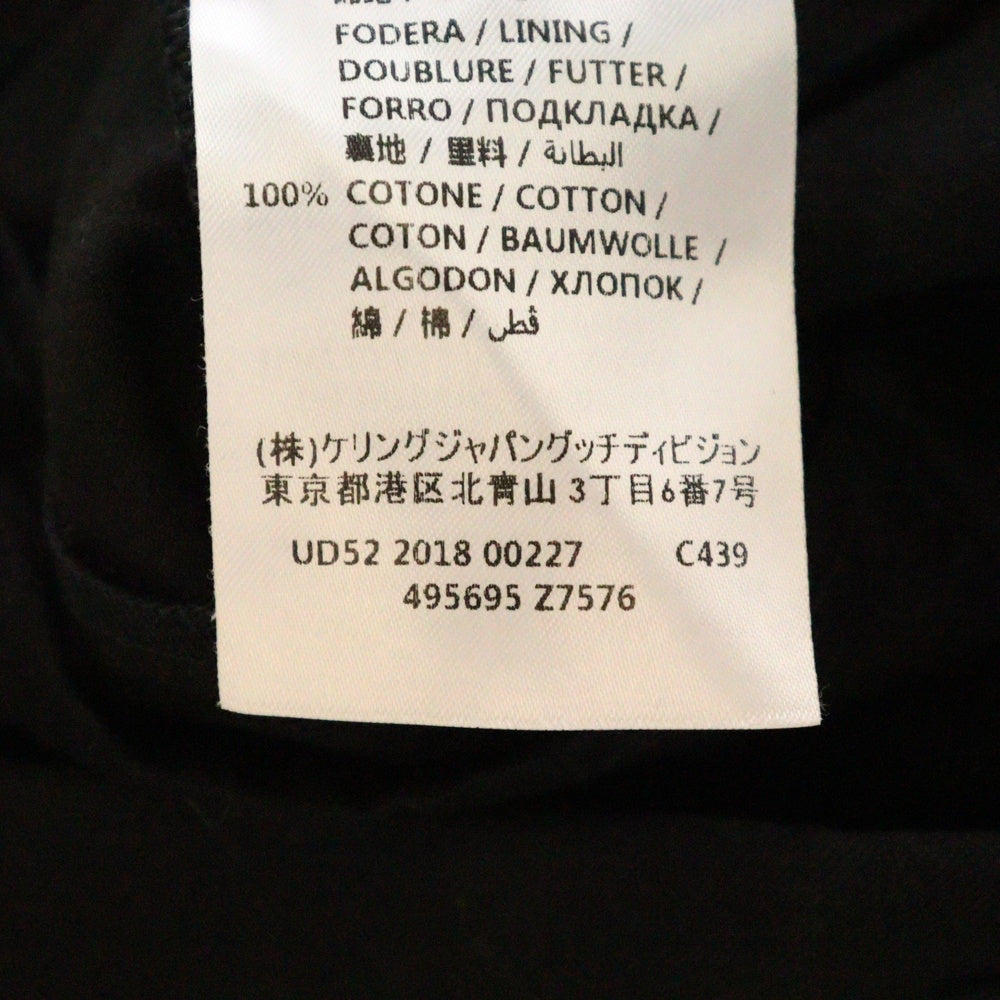 FODERA / LINING /
DOUBLURE / FUTTER /
FORRO / ПОДКЛАДКА /
裏地 / 里料 / البطانة
100% COTONE / COTTON /
COTON / BAUMWOLLE /
ALGODON / ХЛОПОК /
綿 / 棉 / قطن
(株)ケリングジャパングッチディビジョン
東京都港区北青山 3丁目6番7号
UD52 2018 00227 C439
495695 Z7576